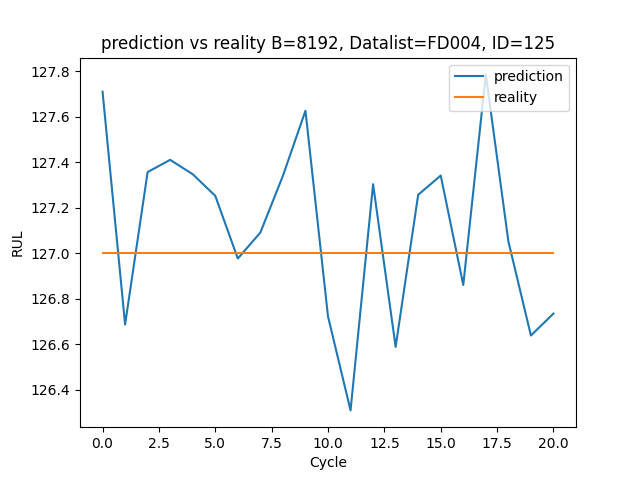 prediction vs reality B=8192, Datalist=FD004, ID=125
127.8
127.6
127.4
127.2
127.0
126.8
126.6
126.4
RUL
prediction
reality
0.0 2.5 5.0 7.5 10.0 12.5 15.0 17.5 20.0
Cycle